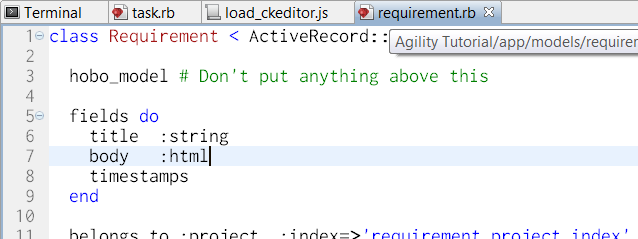 Terminal task.rb load_ckeditor.js requirement.rb
1 class Requirement < ActiveRecord::
Agility Tutorial/app/models/requirem
2
3 hobo_model # Don't put anything above this
4
5 fields do
6 title :string
7 body :html
8 timestamps
9 end
10
11 belongs_to :project, :index=>'requirement_project_index'